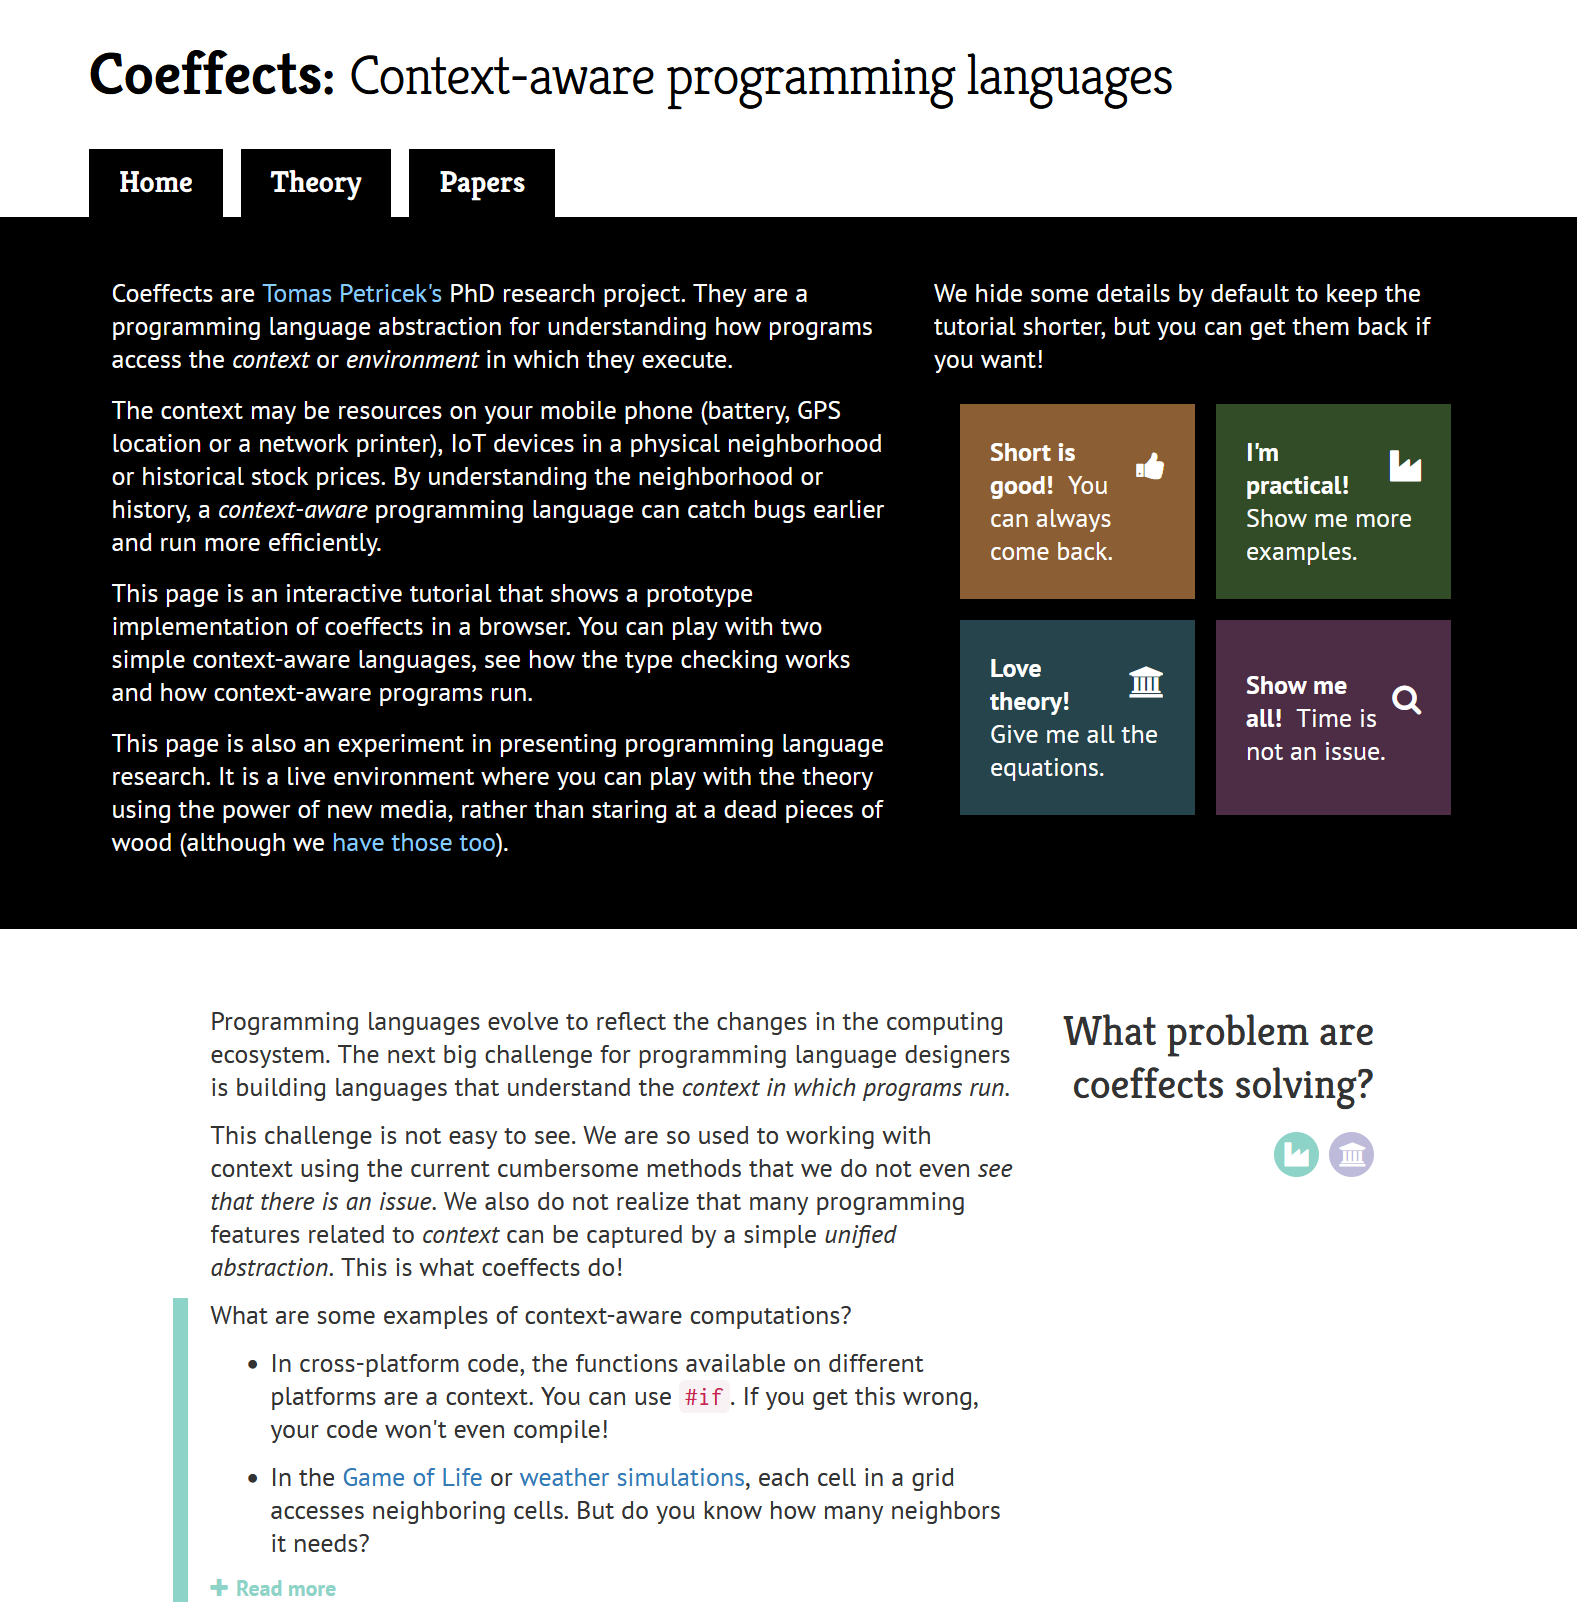 Coeffects: Context-aware programming languages
Home
Theory
Papers
Coeffects are Tomas Petricek's PhD research project. They are a
programming language abstraction for understanding how programs
access the context or environment in which they execute.
The context may be resources on your mobile phone (battery, GPS
location or a network printer), IoT devices in a physical neighborhood
or historical stock prices. By understanding the neighborhood or
history, a context-aware programming language can catch bugs earlier
and run more efficiently.
This page is an interactive tutorial that shows a prototype
implementation of coeffects in a browser. You can play with two
simple context-aware languages, see how the type checking works
and how context-aware programs run.
This page is also an experiment in presenting programming language
research. It is a live environment where you can play with the theory
using the power of new media, rather than staring at a dead pieces of
wood (although we have those too).
We hide some details by default to keep the
tutorial shorter, but you can get them back if
you want!
Short is
good! You
can always
come back.
I'm
practical!
Show me more
examples.
Love
theory!
Give me all the
equations.
Show me
all! Time is
not an issue.
Programming languages evolve to reflect the changes in the computing
ecosystem. The next big challenge for programming language designers
is building languages that understand the context in which programs run.
This challenge is not easy to see. We are so used to working with
context using the current cumbersome methods that we do not even see
that there is an issue. We also do not realize that many programming
features related to context can be captured by a simple unified
abstraction. This is what coeffects do!
What are some examples of context-aware computations?
• In cross-platform code, the functions available on different
platforms are a context. You can use #if. If you get this wrong,
your code won't even compile!
• In the Game of Life or weather simulations, each cell in a grid
accesses neighboring cells. But do you know how many neighbors
it needs?
Read more
What problem are
coeffects solving?